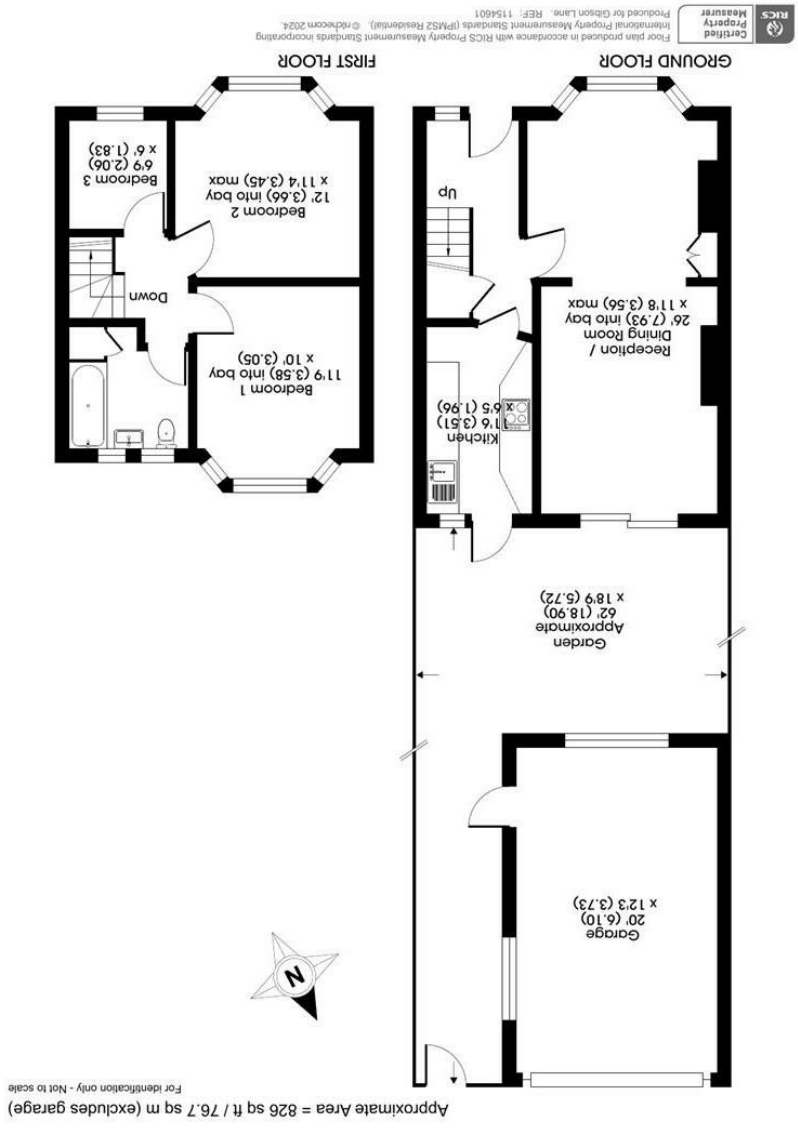 Approximate Area = 826 sq ft / 76.7 sq m (excludes garage)
For identification only - Not to scale
N
Garage
20' (6.10)
x 12'3 (3.73)
Garden
Approximate
62' (18.90)
x 18'9 (5.72)
Reception /
Dining Room
26' (7.93) into bay
x 11'8 (3.56) max
Kitchen
11'6 (3.51)
x 6'5 (1.96)
Up
GROUND FLOOR
Bedroom 1
11'9 (3.58) into bay
x 10' (3.05)
Down
Bedroom 2
12' (3.66) into bay
x 11'4 (3.45) max
Bedroom 3
6'9 (2.06)
x 6' (1.83)
FIRST FLOOR
RICS
Certified
Property
Measurer
Floor plan produced in accordance with RICS Property Measurement Standards incorporating
International Property Measurement Standards (IPMS2 Residential). © nichecom 2024.
Produced for Gibson Lane. REF: 1154601